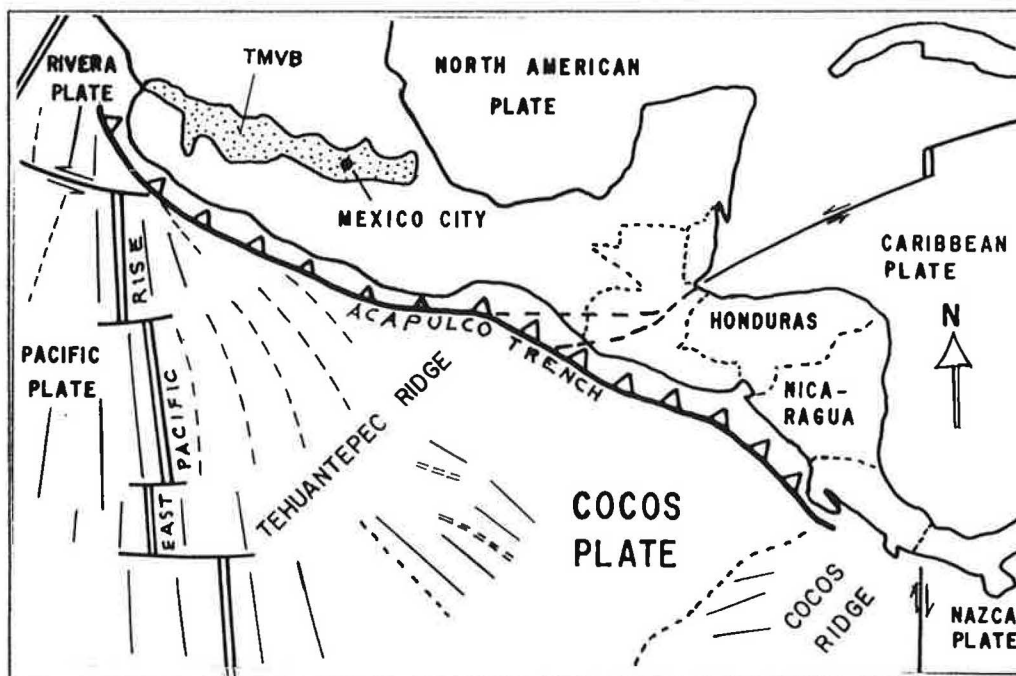 RIVERA
PLATE
TMVB
NORTH AMERICAN
PLATE
MEXICO CITY
CARIBBEAN
PLATE
N
RISE
ACAPULCO TRENCH
HONDURAS
PACIFIC
PLATE
NICA-
RAGUA
PACIFIC
TEHUANTEPEC RIDGE
EAST
COCOS
PLATE
COCOS
RIDGE
NAZCA
PLATE